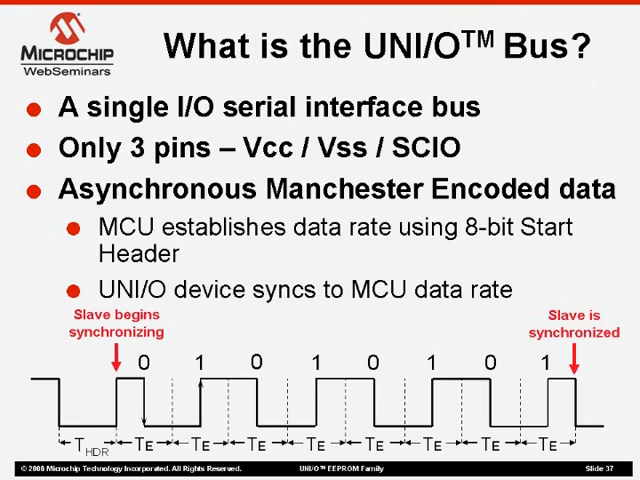 MICROCHIP
WebSeminars
What is the UNI/O™ Bus?
A single I/O serial interface bus
Only 3 pins – Vcc / Vss / SCIO
Asynchronous Manchester Encoded data
MCU establishes data rate using 8-bit Start
Header
UNI/O device syncs to MCU data rate
Slave begins
synchronizing
Slave is
synchronized
0 1 0 1 0 1 0 1
THDR TE TE TE TE TE TE TE TE
© 2008 Microchip Technology Incorporated. All Rights Reserved. UNI/O™ EEPROM Family Slide 37